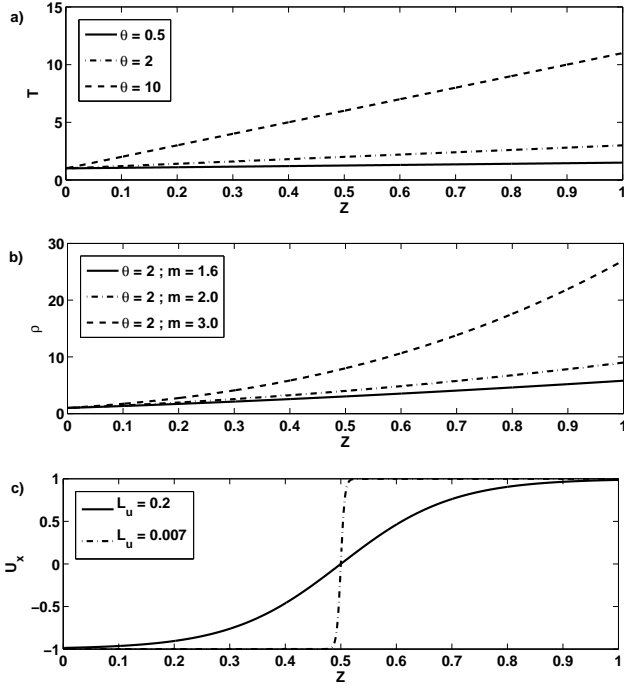 a)
15
10
5
0
T
θ = 0.5
θ = 2
θ = 10
0 0.1 0.2 0.3 0.4 0.5 0.6 0.7 0.8 0.9 1
Z
b)
30
20
10
0
ρ
θ = 2 ; m = 1.6
θ = 2 ; m = 2.0
θ = 2 ; m = 3.0
0 0.1 0.2 0.3 0.4 0.5 0.6 0.7 0.8 0.9 1
Z
c)
1
0.5
0
−0.5
−1
U_x
L_u = 0.2
L_u = 0.007
0 0.1 0.2 0.3 0.4 0.5 0.6 0.7 0.8 0.9 1
Z